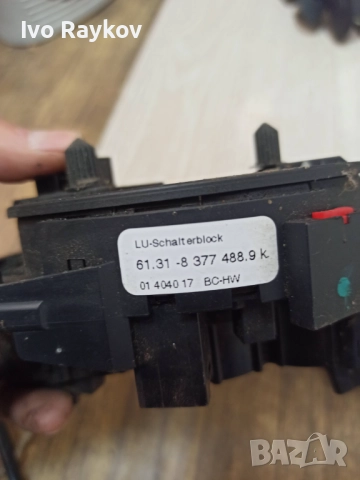 Ivo Raykov
LU-Schalterblock
61.31 -8 377 488.9 k
01 4040 17 BC-HW
BAZAR